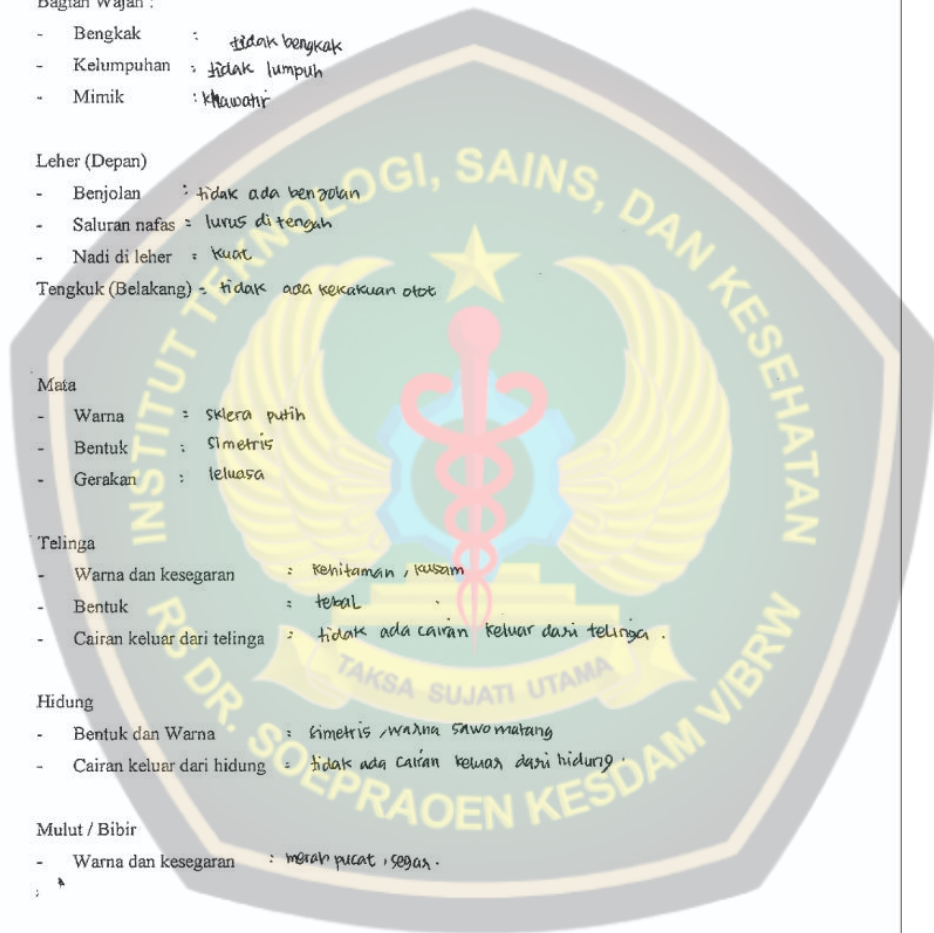 Bagian Wajah :
- Bengkak : tidak bengkak
- Kelumpuhan : tidak lumpuh
- Mimik : khawatir
Leher (Depan)
- Benjolan : tidak ada benjolan
- Saluran nafas : lurus di tengah
- Nadi di leher : kuat
Tengkuk (Belakang) : tidak ada kekakuan otot
Mata
- Warna : sklera putih
- Bentuk : simetris
- Gerakan : leluasa
Telinga
- Warna dan kesegaran : kehitaman, kusam
- Bentuk : tebal
- Cairan keluar dari telinga : tidak ada cairan keluar dari telinga.
Hidung
- Bentuk dan Warna : simetris, warna sawo matang
- Cairan keluar dari hidung : tidak ada cairan keluar dari hidung.
Mulut / Bibir
- Warna dan kesegaran : merah pucat, segar.
INSTITUT TEKNOLOGI, SAINS, DAN KESEHATAN
TAKSA SUJATI UTAMA
RS DR. SOEPRAOEN KESDAM V/BRW